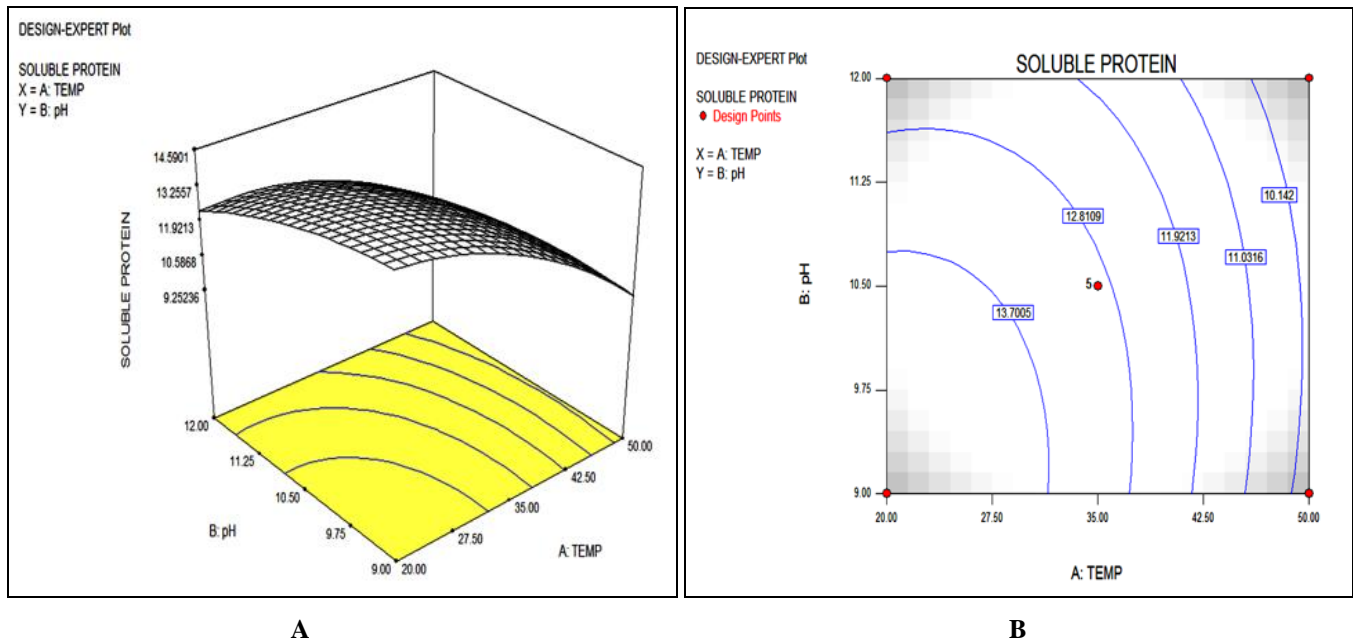 DESIGN-EXPERT Plot
SOLUBLE PROTEIN
X = A: TEMP
Y = B: pH
14.5901
13.2557
11.9213
10.5868
9.25236
SOLUBLE PROTEIN
12.00
11.25
10.50
9.75
9.00
B: pH
20.00
27.50
35.00
42.50
50.00
A: TEMP
A
DESIGN-EXPERT Plot
SOLUBLE PROTEIN
Design Points
X = A: TEMP
Y = B: pH
SOLUBLE PROTEIN
12.00
11.25
10.50
9.75
9.00
B: pH
10.142
12.8109
11.9213
11.0316
5
13.7005
20.00
27.50
35.00
42.50
50.00
A: TEMP
B